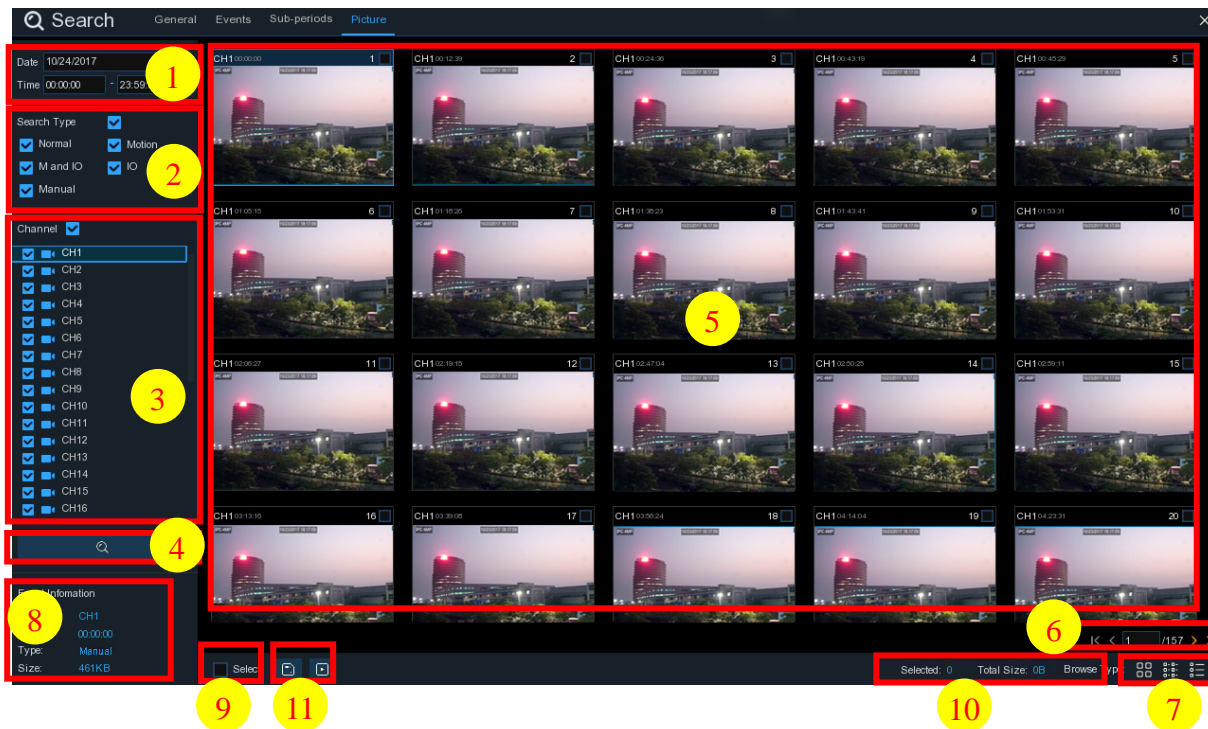 Search General Events Sub-periods Picture
Date 10/24/2017
1
Time 00:00:00 - 23:59:
Search Type
Normal Motion
M and IO IO
2
Manual
Channel
CH1
CH2
CH3
CH4
CH5
CH6
CH7
CH8
CH9
3
CH10
CH11
CH12
CH13
CH14
CH15
CH16
4
CH1 00:00:00 1 CH1 00:12:39 2 CH1 00:24:36 3 CH1 00:43:19 4 CH1 00:45:29 5
CH1 01:05:15 6 CH1 01:18:26 7 CH1 01:38:23 8 CH1 01:43:41 9 CH1 01:53:31 10
5
CH1 02:06:27 11 CH1 02:19:15 12 CH1 02:47:04 13 CH1 02:50:25 14 CH1 02:59:11 15
CH1 03:13:16 16 CH1 03:39:08 17 CH1 03:56:24 18 CH1 04:14:04 19 CH1 04:23:31 20
Infomation
8 CH1
00:00:00
Type: Manual
Size: 461KB
6
1 /157
Selec
Selected: 0 Total Size: 0B Browse Typ
9 11 10 7